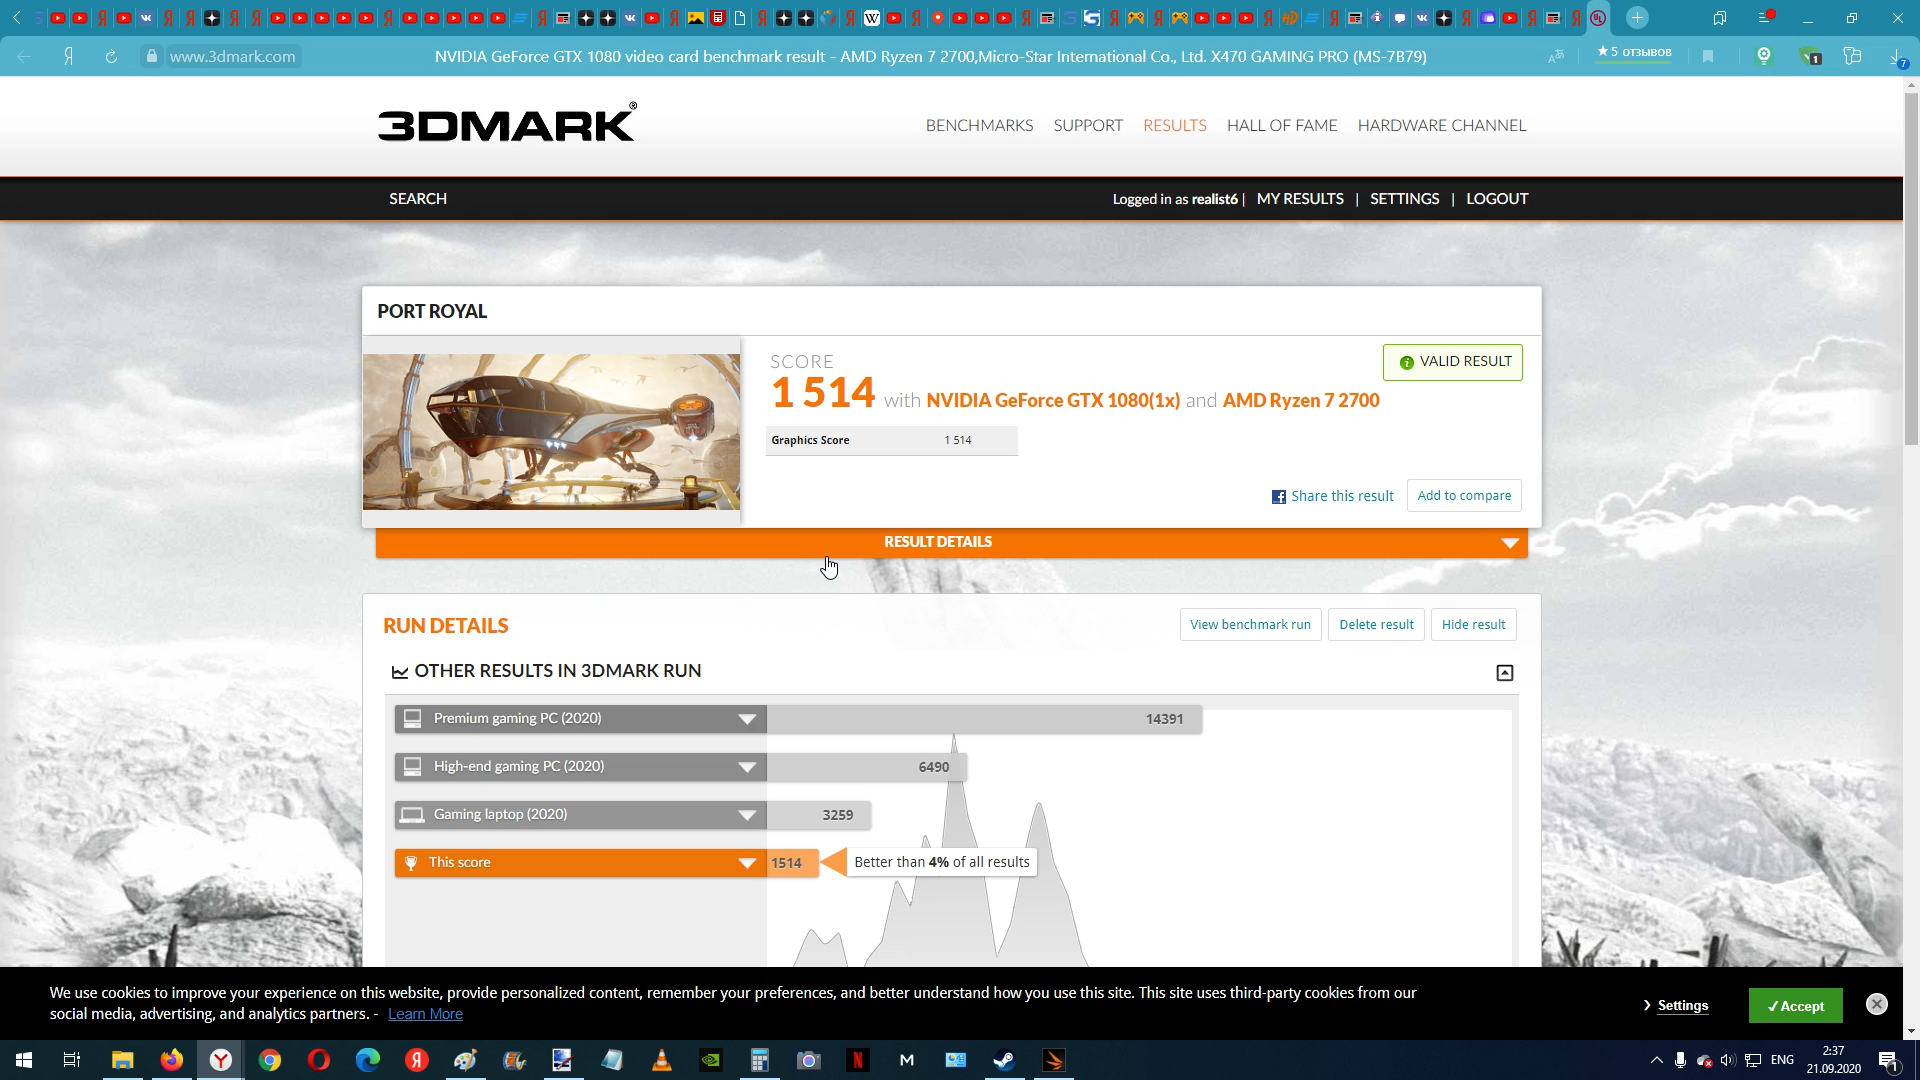 www.3dmark.com
NVIDIA GeForce GTX 1080 video card benchmark result - AMD Ryzen 7 2700,Micro-Star International Co., Ltd. X470 GAMING PRO (MS-7B79)
★ 5 отзывов
1
7
3DMARK®
BENCHMARKS SUPPORT RESULTS HALL OF FAME HARDWARE CHANNEL
SEARCH
Logged in as realist6 | MY RESULTS | SETTINGS | LOGOUT
PORT ROYAL
SCORE
VALID RESULT
1 514 with NVIDIA GeForce GTX 1080(1x) and AMD Ryzen 7 2700
Graphics Score 1 514
Share this result Add to compare
RESULT DETAILS
RUN DETAILS
View benchmark run Delete result Hide result
OTHER RESULTS IN 3DMARK RUN
Premium gaming PC (2020) 14391
High-end gaming PC (2020) 6490
Gaming laptop (2020) 3259
This score 1514 Better than 4% of all results
We use cookies to improve your experience on this website, provide personalized content, remember your preferences, and better understand how you use this site. This site uses third-party cookies from our
social media, advertising, and analytics partners. - Learn More
Settings
✓Accept
ENG
2:37
21.09.2020
1